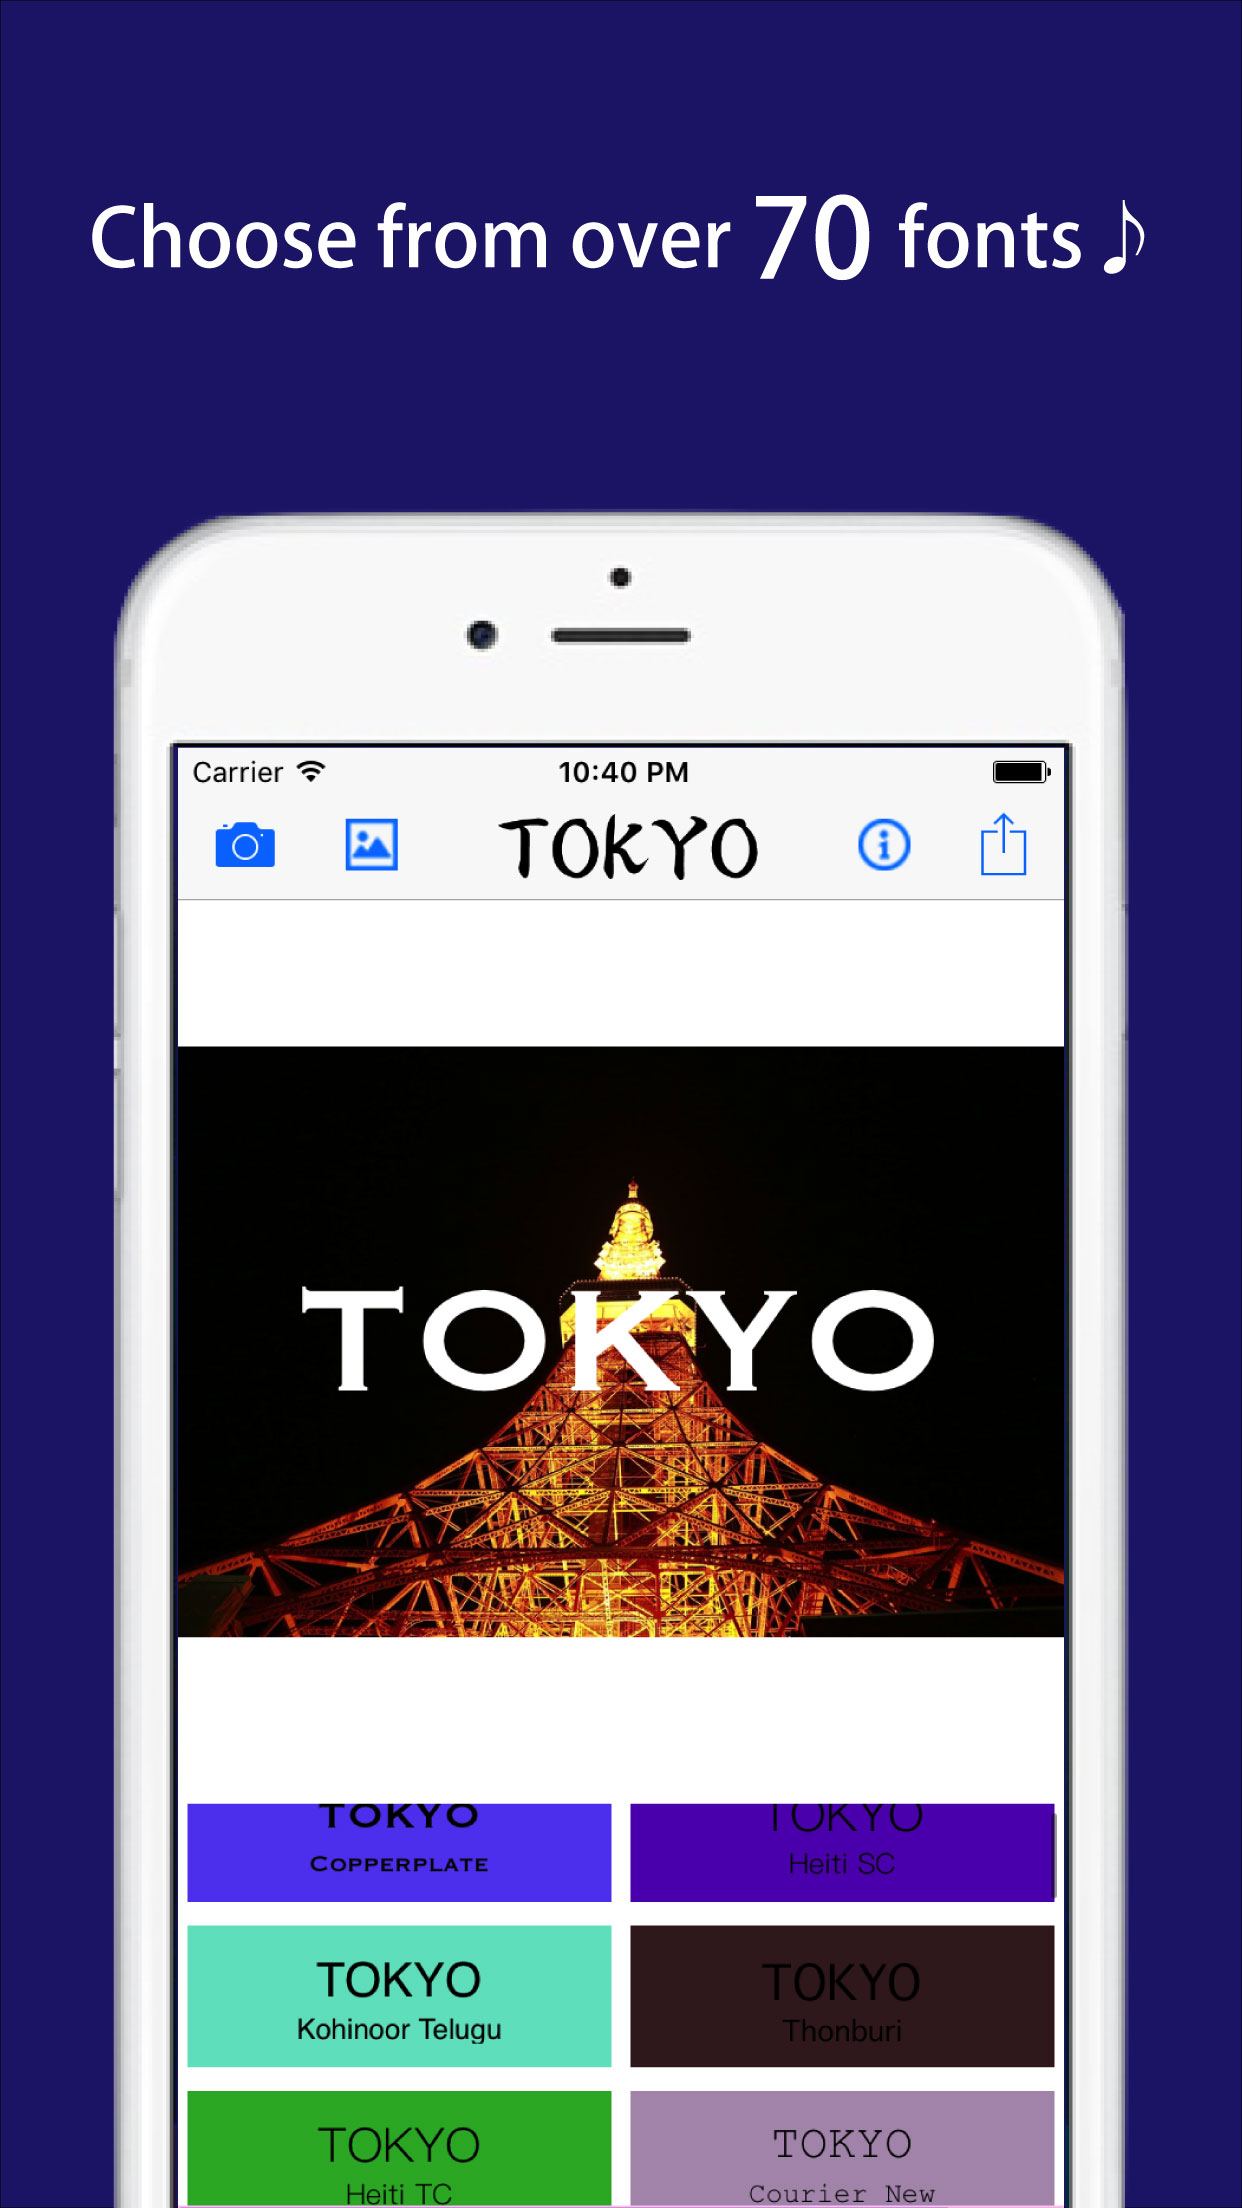 Choose from over 70 fonts♪
Carrier 10:40 PM
TOKYO
TOKYO
TOKYO
Copperplate
TOKYO
Heiti SC
TOKYO
Kohinoor Telugu
TOKYO
Thonburi
TOKYO
Heiti TC
TOKYO
Courier New